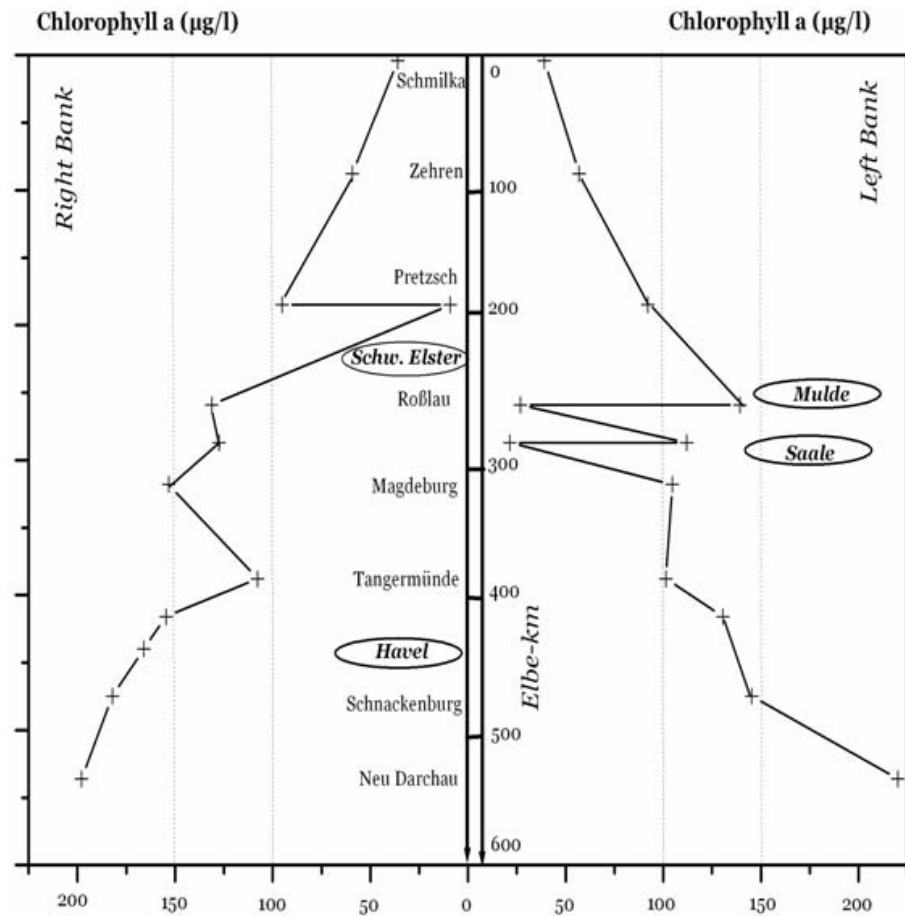 Chlorophyll a (µg/l)
Chlorophyll a (µg/l)
Right Bank
Left Bank
Schmilka
0
Zehren
100
Pretzsch
200
Schw. Elster
Mulde
Roßlau
Saale
300
Magdeburg
Tangermünde
400
Havel
Elbe-km
Schnackenburg
500
Neu Darchau
600
200 150 100 50 0 50 100 150 200